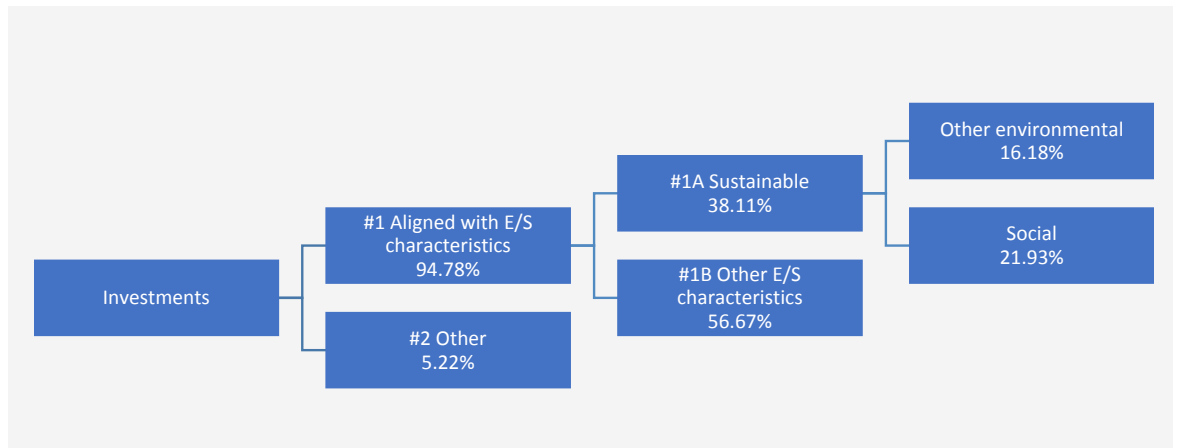 Investments
#1 Aligned with E/S
characteristics
94.78%
#2 Other
5.22%
#1A Sustainable
38.11%
#1B Other E/S
characteristics
56.67%
Other environmental
16.18%
Social
21.93%